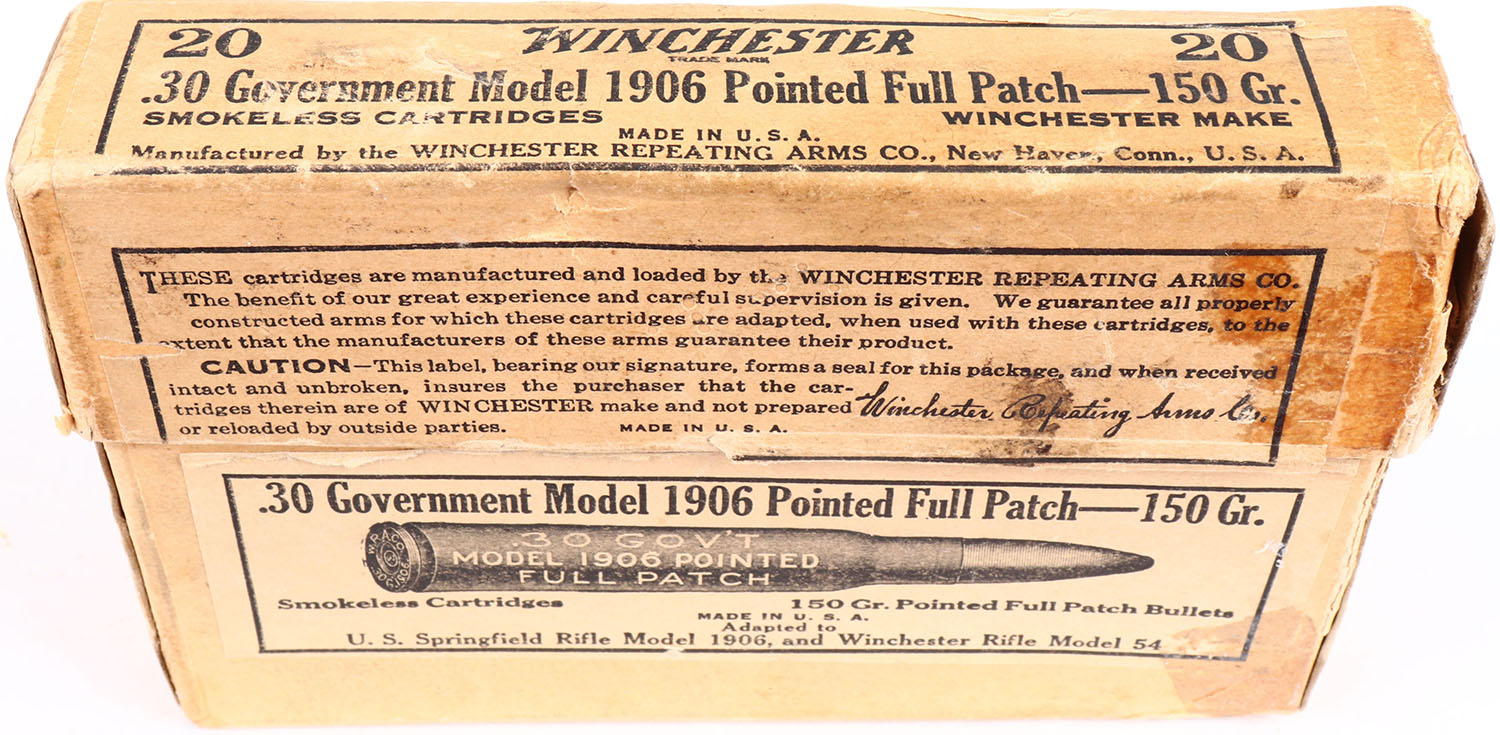 20 WINCHESTER 20
TRADE MARK
.30 Government Model 1906 Pointed Full Patch—150 Gr.
SMOKELESS CARTRIDGES WINCHESTER MAKE
MADE IN U. S. A.
Manufactured by the WINCHESTER REPEATING ARMS CO., New Haven, Conn., U. S. A.
THESE cartridges are manufactured and loaded by the WINCHESTER REPEATING ARMS CO.
The benefit of our great experience and careful supervision is given. We guarantee all properly
constructed arms for which these cartridges are adapted, when used with these cartridges, to the
extent that the manufacturers of these arms guarantee their product.
CAUTION—This label, bearing our signature, forms a seal for this package, and when received
intact and unbroken, insures the purchaser that the car-
tridges therein are of WINCHESTER make and not prepared Winchester Repeating Arms Co.
or reloaded by outside parties. MADE IN U. S. A.
.30 Government Model 1906 Pointed Full Patch—150 Gr.
W.R.A.CO.
.30 G. 1906.
.30 GOV'T
MODEL 1906 POINTED
FULL PATCH
Smokeless Cartridges 150 Gr. Pointed Full Patch Bullets
MADE IN U. S. A.
Adapted to
U. S. Springfield Rifle Model 1906, and Winchester Rifle Model 54